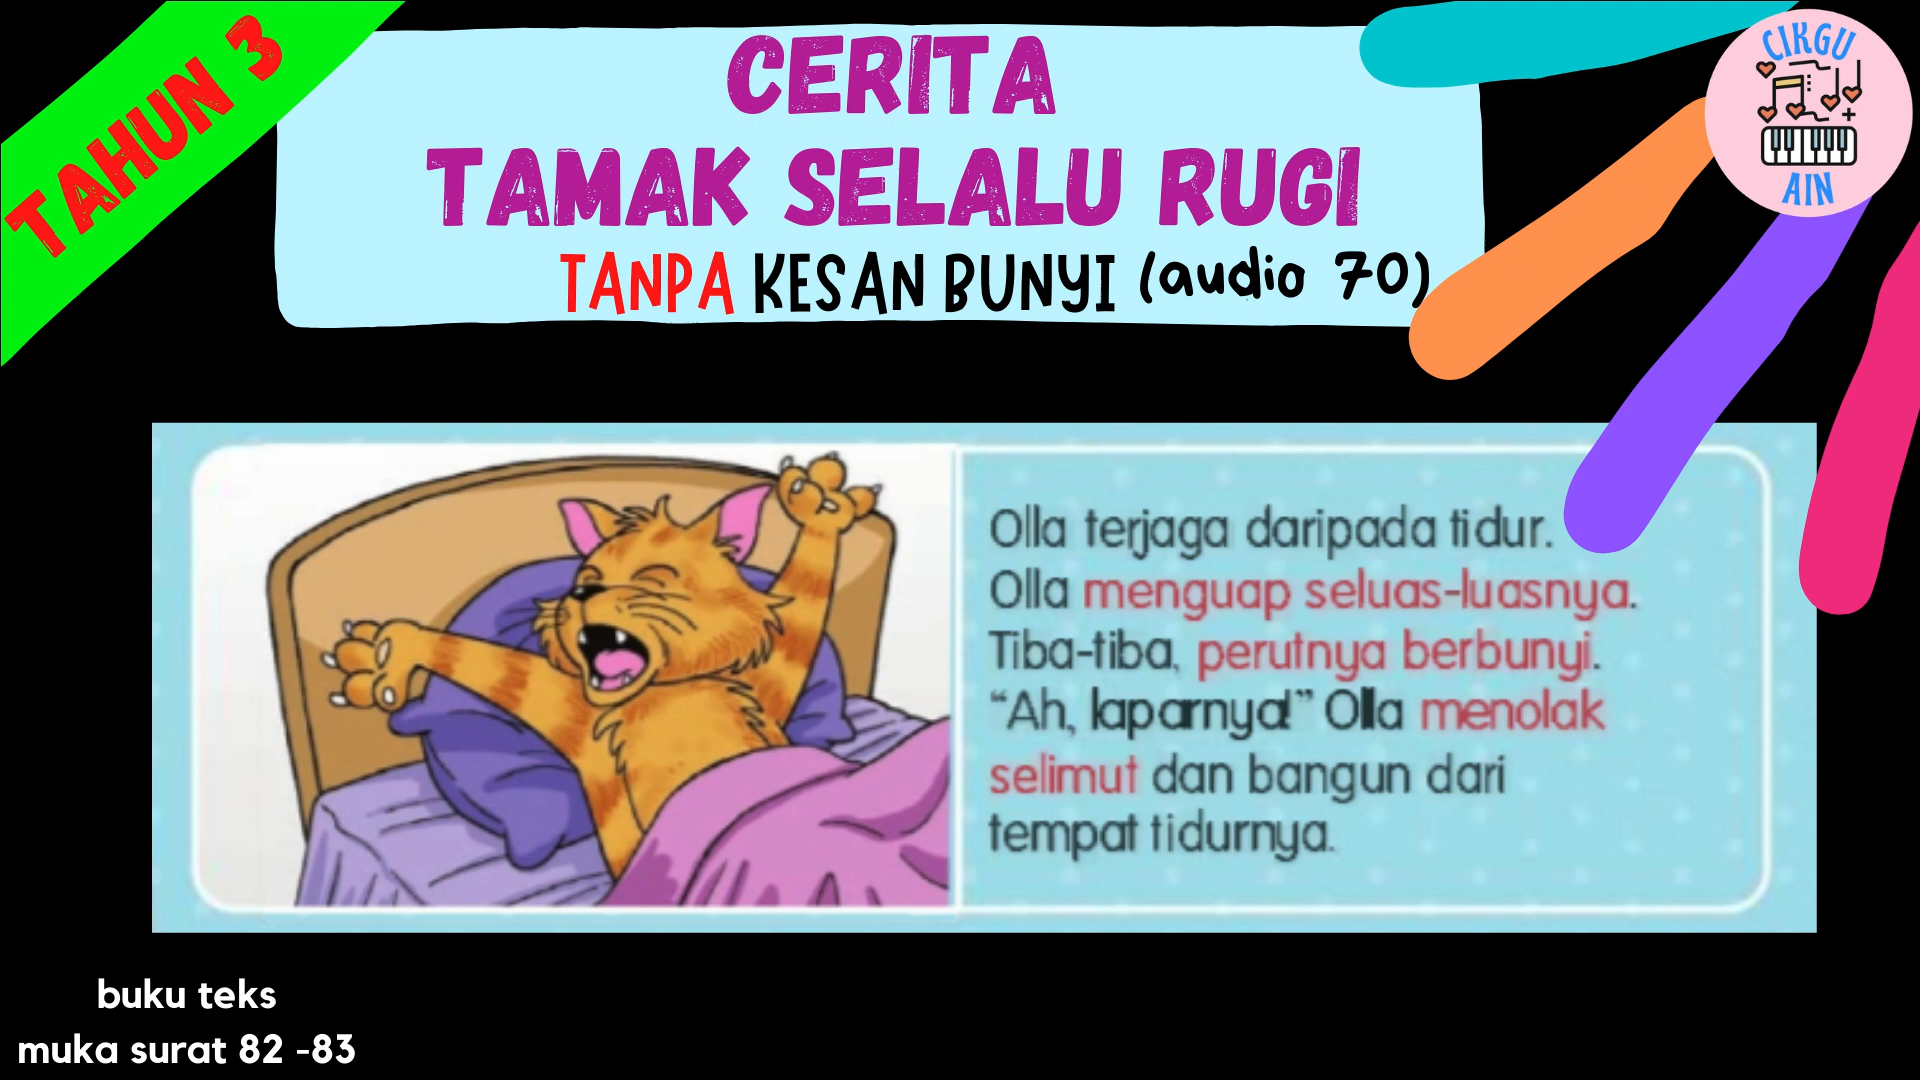 TAHUN 3
CERITA
TAMAK SELALU RUGI
TANPA KESAN BUNYI (audio 70)
CIKGU
AIN
Olla terjaga daripada tidur.
Olla menguap seluas-luasnya.
Tiba-tiba, perutnya berbunyi.
“Ah, laparnya!” Olla menolak
selimut dan bangun dari
tempat tidurnya.
buku teks
muka surat 82 -83